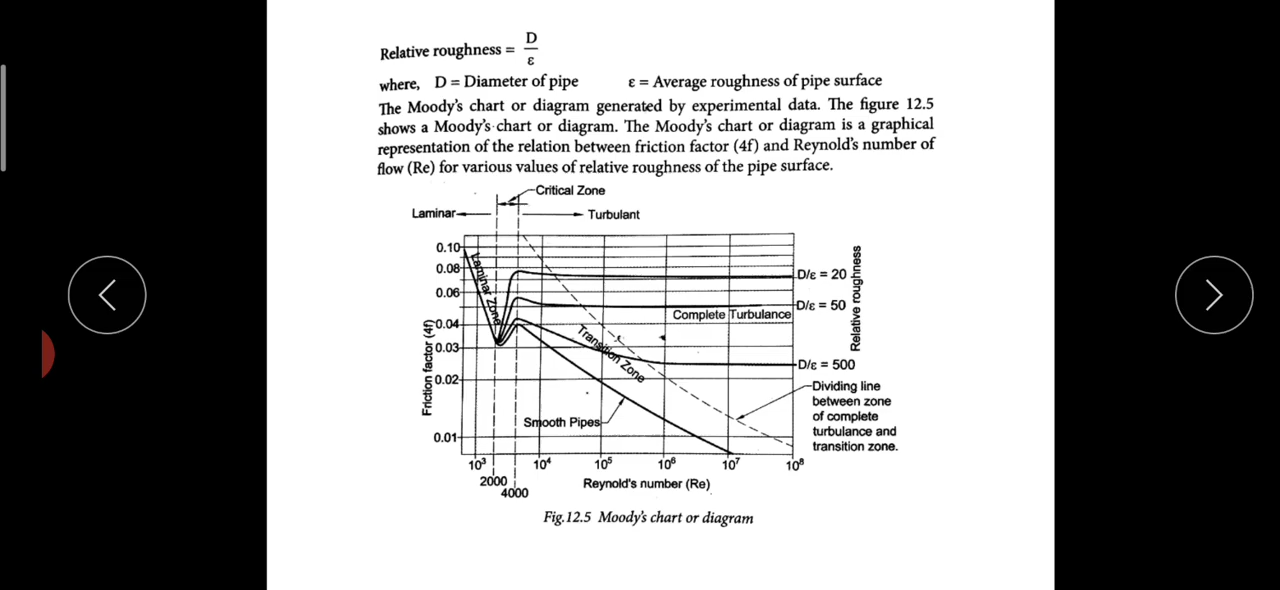 Relative roughness = D/ε
where, D = Diameter of pipe ε = Average roughness of pipe surface
The Moody's chart or diagram generated by experimental data. The figure 12.5
shows a Moody's chart or diagram. The Moody's chart or diagram is a graphical
representation of the relation between friction factor (4f) and Reynold's number of
flow (Re) for various values of relative roughness of the pipe surface.
Critical Zone
Laminar
Turbulant
0.10
0.08
0.06
0.04
0.03
0.02
0.01
Friction factor (4f)
Laminar Zone
Transition Zone
Complete Turbulance
Smooth Pipes
D/ε = 20
D/ε = 50
D/ε = 500
Relative roughness
Dividing line
between zone
of complete
turbulance and
transition zone.
10³ 10⁴ 10⁵ 10⁶ 10⁷ 10⁸
2000
4000
Reynold's number (Re)
Fig.12.5 Moody's chart or diagram